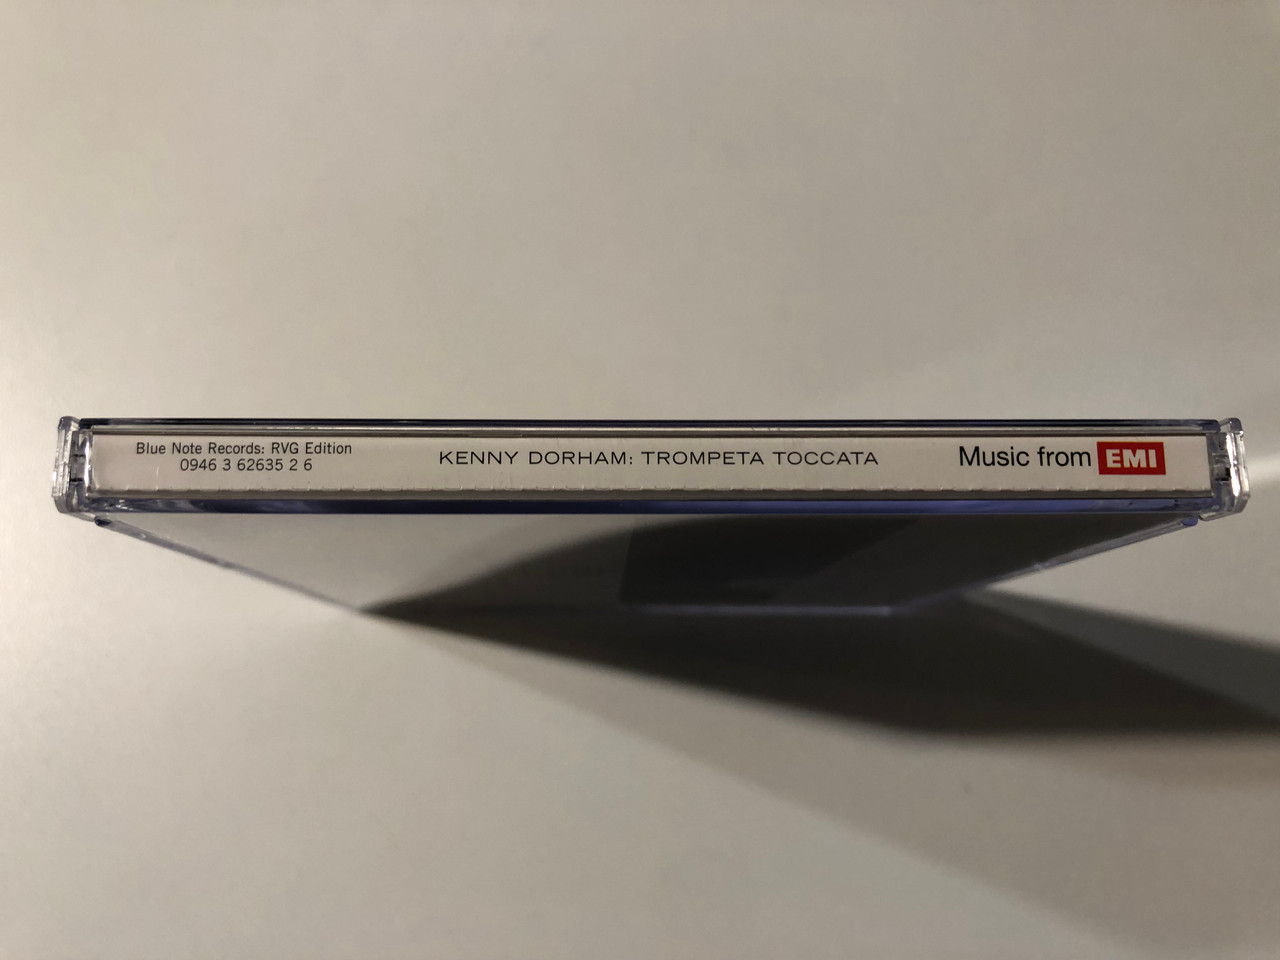 Blue Note Records: RVG Edition
0946 3 62635 2 6
KENNY DORHAM: TROMPETA TOCCATA
Music from EMI